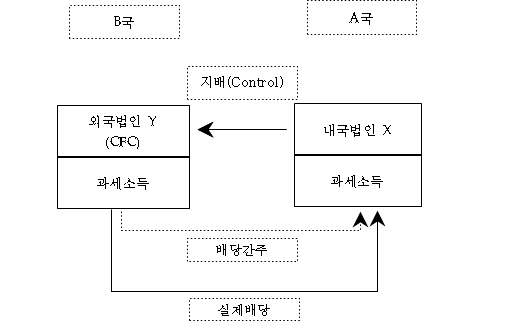 B국
A국
지배(Control)
외국법인 Y
(CFC)
내국법인 X
과세소득
과세소득
배당간주
실제배당